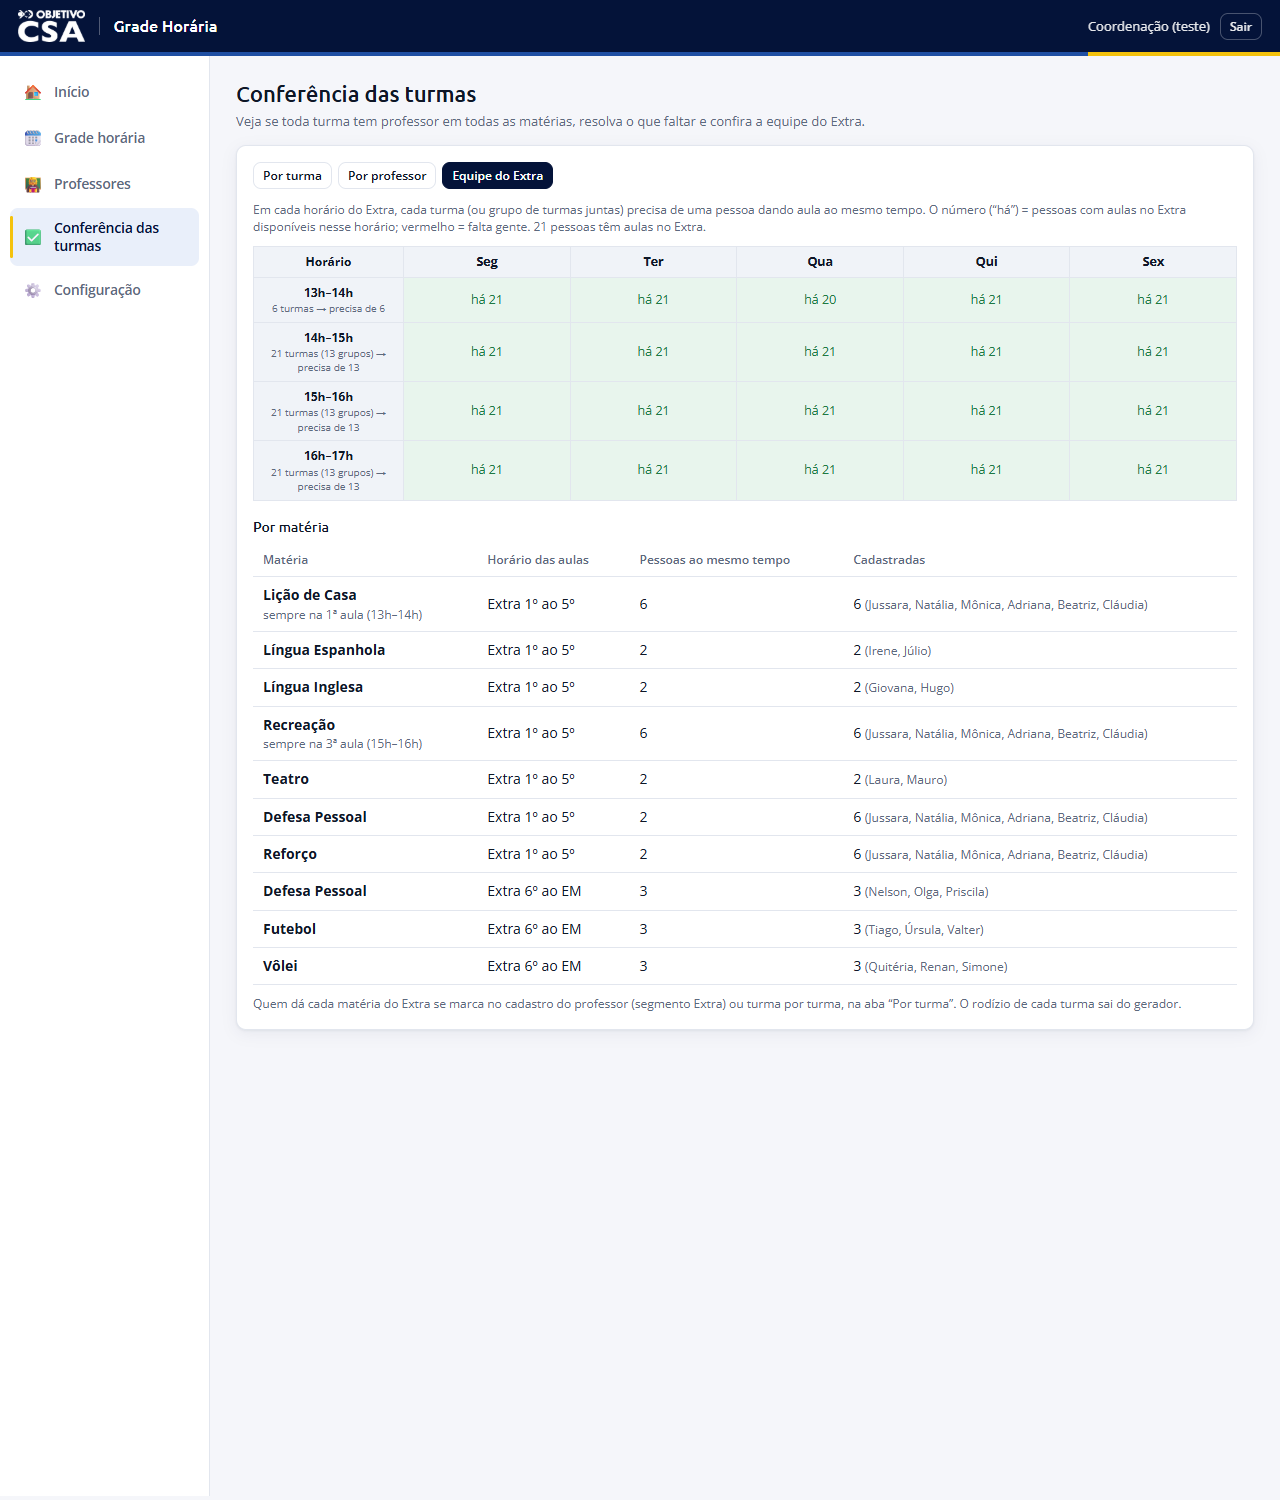 OBJETIVO
CSA
Grade Horária
Coordenação (teste)
Sair
Início
Grade horária
Professores
Conferência das
turmas
Configuração
Conferência das turmas
Veja se toda turma tem professor em todas as matérias, resolva o que faltar e confira a equipe do Extra.
Por turma
Por professor
Equipe do Extra
Em cada horário do Extra, cada turma (ou grupo de turmas juntas) precisa de uma pessoa dando aula ao mesmo tempo. O número (“há”) = pessoas com aulas no Extra
disponíveis nesse horário; vermelho = falta gente. 21 pessoas têm aulas no Extra.
Horário Seg Ter Qua Qui Sex
13h–14h
6 turmas → precisa de 6
há 21 há 21 há 20 há 21 há 21
14h–15h
21 turmas (13 grupos) →
precisa de 13
há 21 há 21 há 21 há 21 há 21
15h–16h
21 turmas (13 grupos) →
precisa de 13
há 21 há 21 há 21 há 21 há 21
16h–17h
21 turmas (13 grupos) →
precisa de 13
há 21 há 21 há 21 há 21 há 21
Por matéria
Matéria Horário das aulas Pessoas ao mesmo tempo Cadastradas
Lição de Casa
sempre na 1ª aula (13h–14h)
Extra 1º ao 5º 6 6 (Jussara, Natália, Mônica, Adriana, Beatriz, Cláudia)
Língua Espanhola Extra 1º ao 5º 2 2 (Irene, Júlio)
Língua Inglesa Extra 1º ao 5º 2 2 (Giovana, Hugo)
Recreação
sempre na 3ª aula (15h–16h)
Extra 1º ao 5º 6 6 (Jussara, Natália, Mônica, Adriana, Beatriz, Cláudia)
Teatro Extra 1º ao 5º 2 2 (Laura, Mauro)
Defesa Pessoal Extra 1º ao 5º 2 6 (Jussara, Natália, Mônica, Adriana, Beatriz, Cláudia)
Reforço Extra 1º ao 5º 2 6 (Jussara, Natália, Mônica, Adriana, Beatriz, Cláudia)
Defesa Pessoal Extra 6º ao EM 3 3 (Nelson, Olga, Priscila)
Futebol Extra 6º ao EM 3 3 (Tiago, Úrsula, Valter)
Vôlei Extra 6º ao EM 3 3 (Quitéria, Renan, Simone)
Quem dá cada matéria do Extra se marca no cadastro do professor (segmento Extra) ou turma por turma, na aba “Por turma”. O rodízio de cada turma sai do gerador.